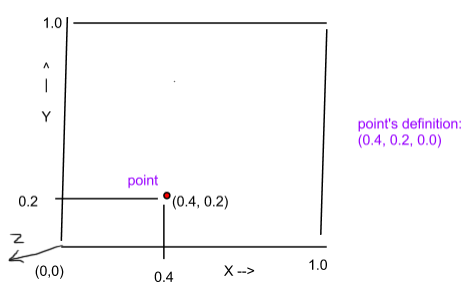 1.0
^
|
Y
point's definition:
(0.4, 0.2, 0.0)
point
0.2
(0.4, 0.2)
Z
(0,0)
0.4
X -->
1.0